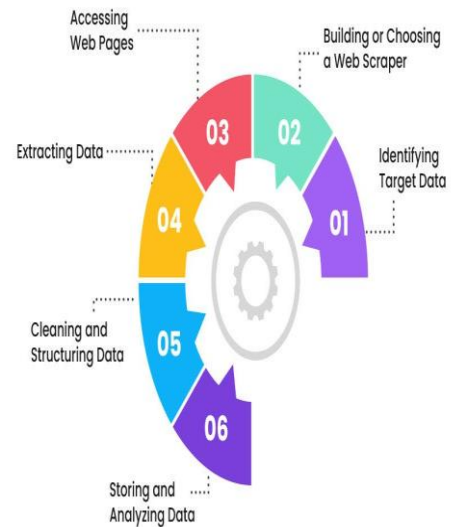 Accessing
Web Pages
03
Building or Choosing
a Web Scraper
02
Extracting Data
04
Identifying
Target Data
01
Cleaning and
Structuring Data
05
06
Storing and
Analyzing Data